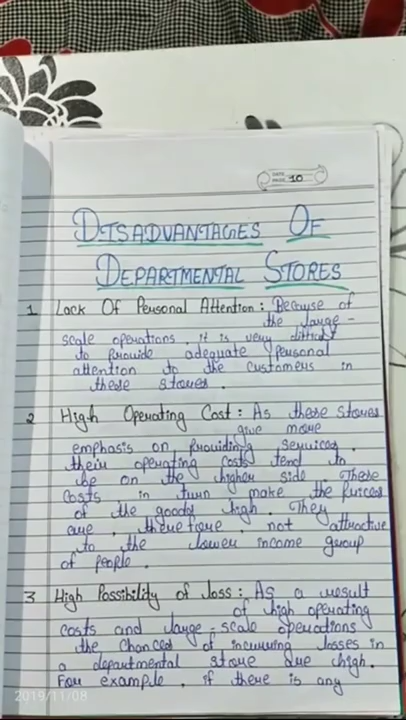 DATE
PAGE 10
DISADVANTAGES OF
DEPARTMENTAL STORES
1 Lack Of Personal Attention : Because of
the large -
scale operations, it is very difficult
to provide adequate personal
attention to the customers in
these stores.
2 High Operating Cost : As these stores
give more
emphasis on providing services,
their operating costs tend to
be on the higher side. These
costs, in turn, make the prices
of the goods high. They
are, therefore, not attractive
to the lower income group
of people.
3 High Possibility of loss : As a result
of high operating
costs and large-scale operations
the chances of incurring losses in
a departmental store are high.
For example, if there is any
2019/11/08